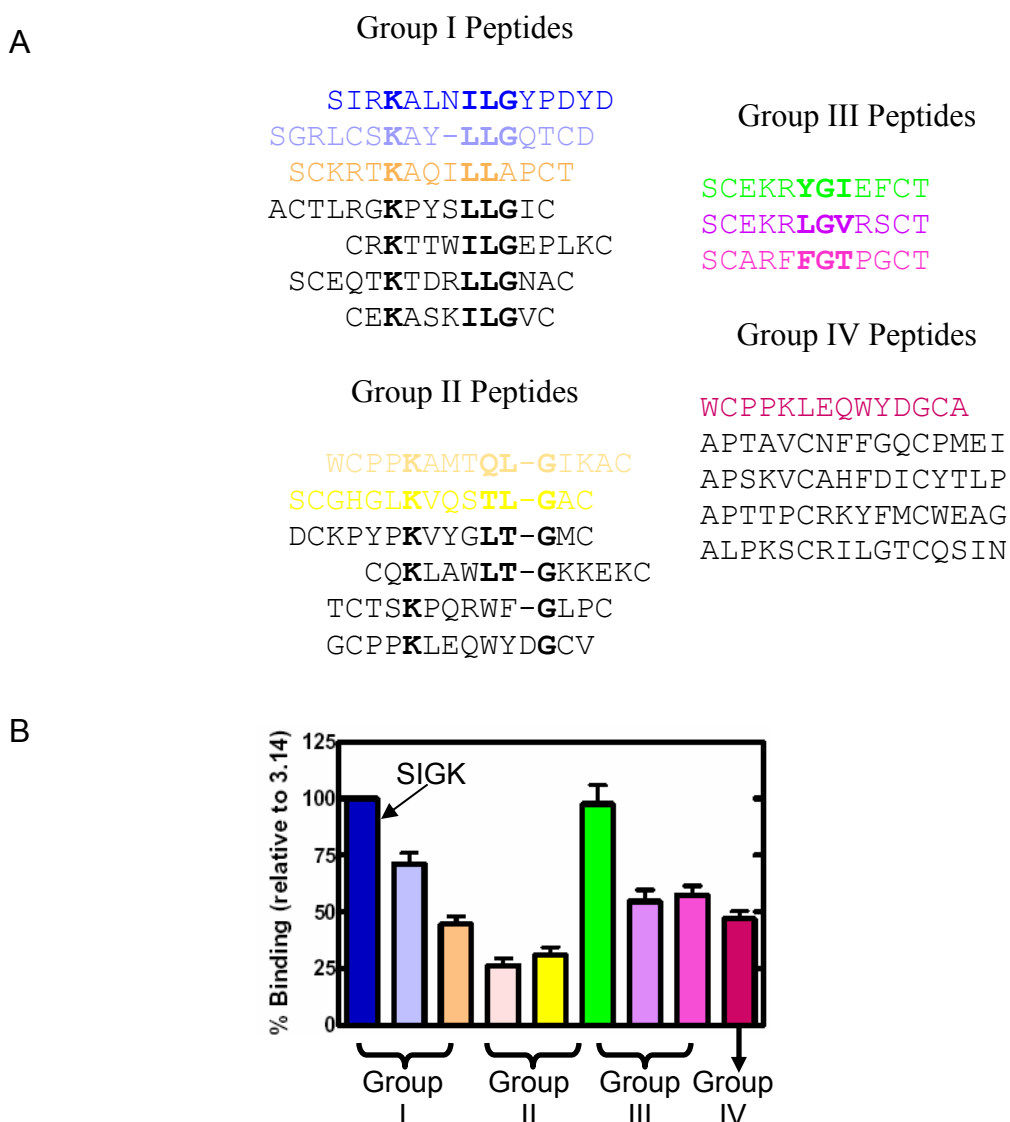 A
Group I Peptides
SIRKALNILGYPDYD
SGRLCSKAY-LLGQTCD
SCKRTKAQILLAPCT
ACTLRGKPYSLLGIC
CRKTTWILGEPLKC
SCEQTKTDRLLGNAC
CEKASKILGVC
Group II Peptides
WCPPKAMTQL-GIKAC
SCGHGLKVQSTL-GAC
DCKPYPKVYGLT-GMC
CQKLAWLT-GKKEKC
TCTSKPQRWF-GLPC
GCPPKLEQWYDGCV
Group III Peptides
SCEKRYGIEFCT
SCEKRLGVRSCT
SCARFFGTPGCT
Group IV Peptides
WCPPKLEQWYDGCA
APTAVCNFFGQCPMEI
APSKVCAHFDICYTLP
APTTPCRKYFMCWEAG
ALPKSCRILGTCQSIN
B
% Binding (relative to 3.14)
125
100
75
50
25
0
SIGK
Group I
Group II
Group III
Group IV